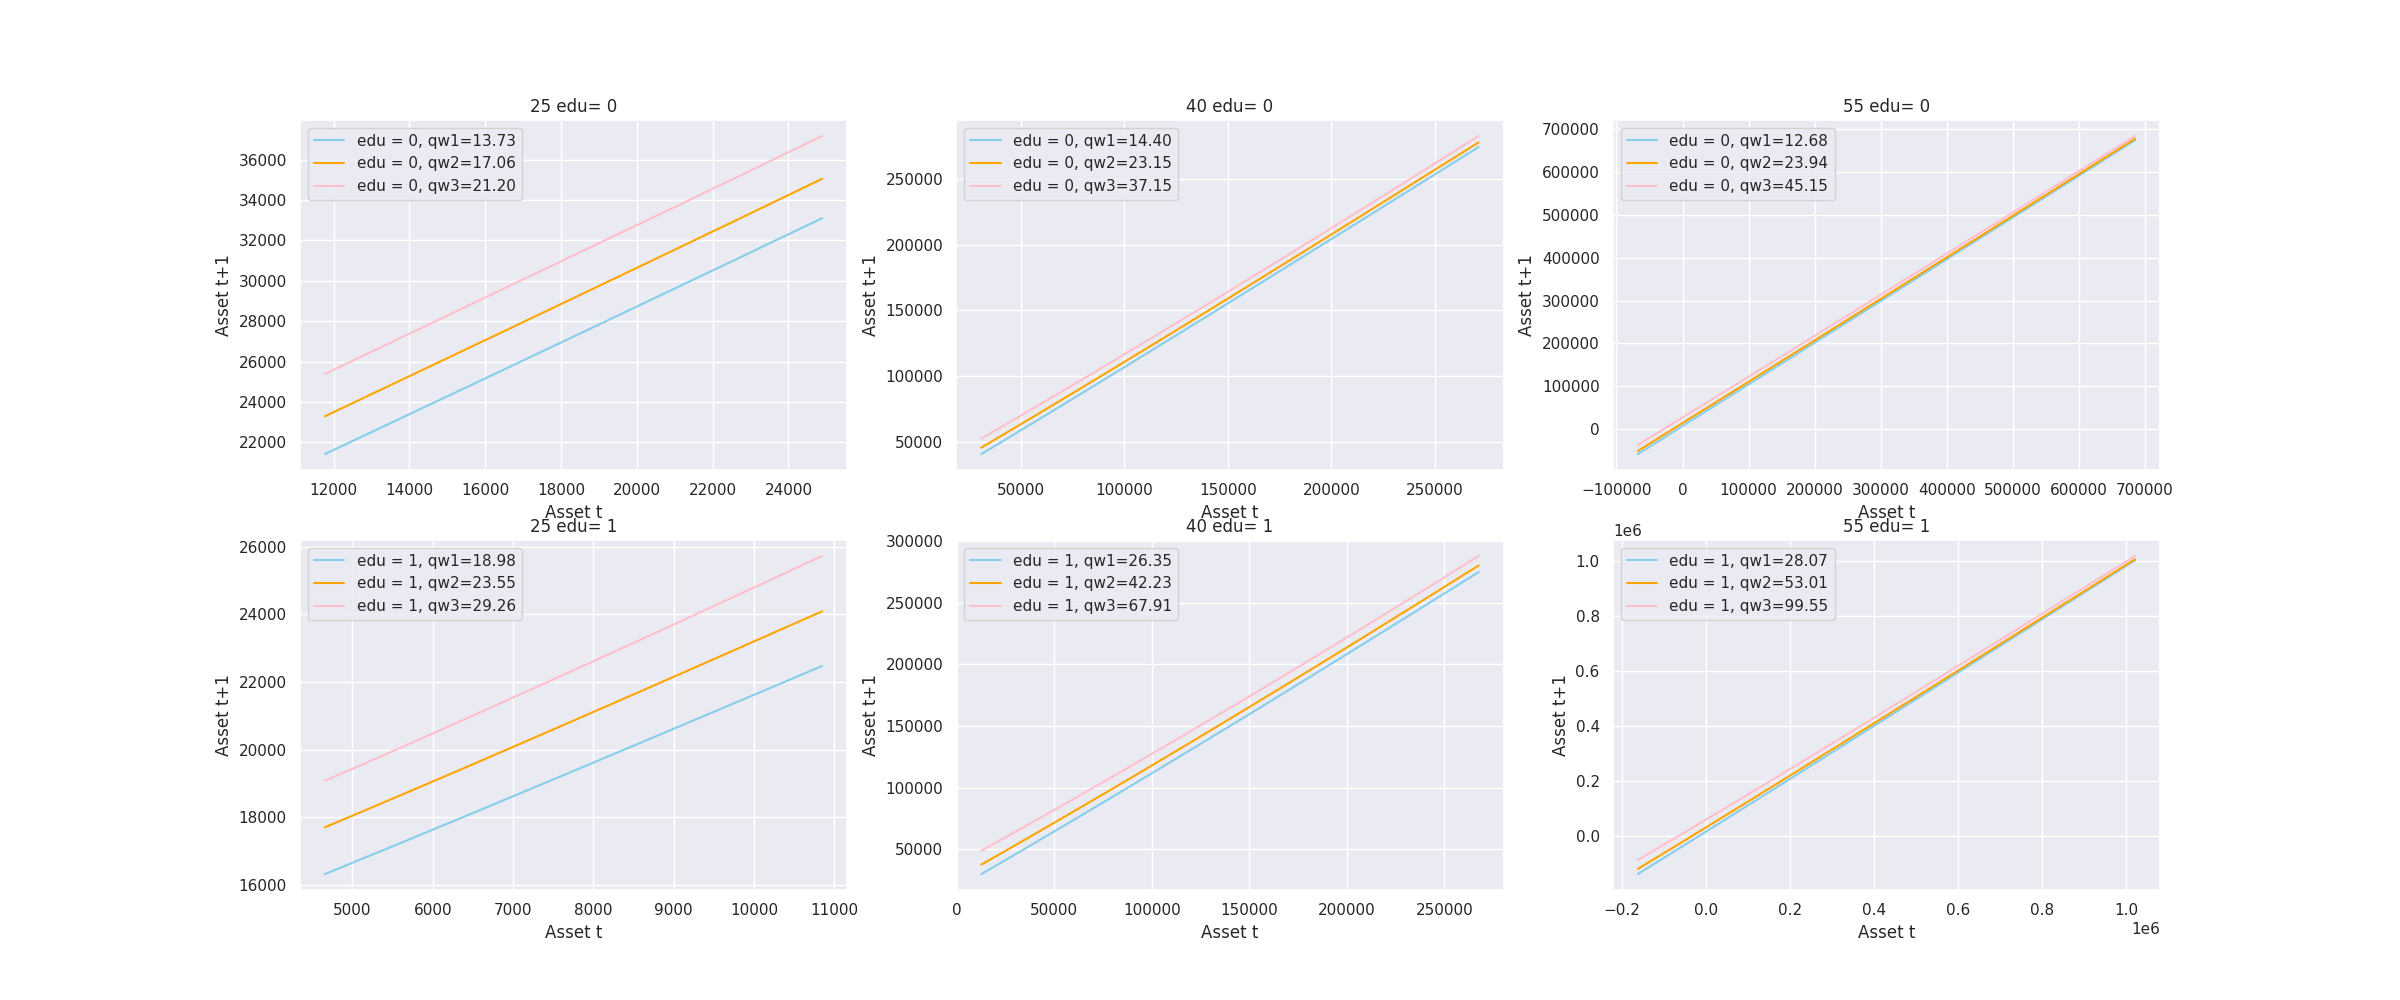 25 edu= 0
edu = 0, qw1=13.73
edu = 0, qw2=17.06
edu = 0, qw3=21.20
36000
34000
32000
30000
28000
26000
24000
22000
Asset t+1
12000 14000 16000 18000 20000 22000 24000
Asset t
40 edu= 0
edu = 0, qw1=14.40
edu = 0, qw2=23.15
edu = 0, qw3=37.15
250000
200000
150000
100000
50000
Asset t+1
50000 100000 150000 200000 250000
Asset t
55 edu= 0
edu = 0, qw1=12.68
edu = 0, qw2=23.94
edu = 0, qw3=45.15
700000
600000
500000
400000
300000
200000
100000
0
Asset t+1
−100000 0 100000 200000 300000 400000 500000 600000 700000
Asset t
25 edu= 1
edu = 1, qw1=18.98
edu = 1, qw2=23.55
edu = 1, qw3=29.26
26000
24000
22000
20000
18000
16000
Asset t+1
5000 6000 7000 8000 9000 10000 11000
Asset t
40 edu= 1
edu = 1, qw1=26.35
edu = 1, qw2=42.23
edu = 1, qw3=67.91
300000
250000
200000
150000
100000
50000
Asset t+1
0 50000 100000 150000 200000 250000
Asset t
55 edu= 1
1e6
edu = 1, qw1=28.07
edu = 1, qw2=53.01
edu = 1, qw3=99.55
1.0
0.8
0.6
0.4
0.2
0.0
Asset t+1
−0.2 0.0 0.2 0.4 0.6 0.8 1.0
Asset t
1e6